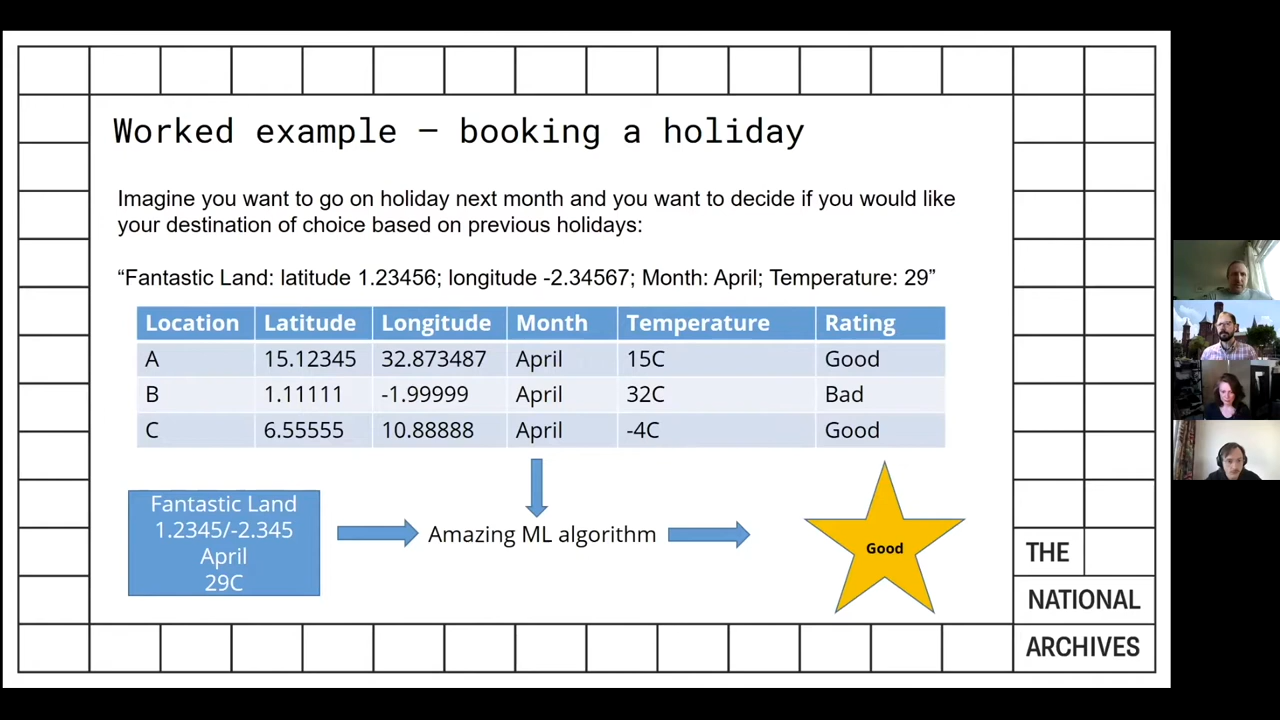 Worked example – booking a holiday
Imagine you want to go on holiday next month and you want to decide if you would like
your destination of choice based on previous holidays:
“Fantastic Land: latitude 1.23456; longitude -2.34567; Month: April; Temperature: 29”
Location Latitude Longitude Month Temperature Rating
A 15.12345 32.873487 April 15C Good
B 1.11111 -1.99999 April 32C Bad
C 6.55555 10.88888 April -4C Good
Fantastic Land
1.2345/-2.345
April
29C
Amazing ML algorithm
Good
THE
NATIONAL
ARCHIVES